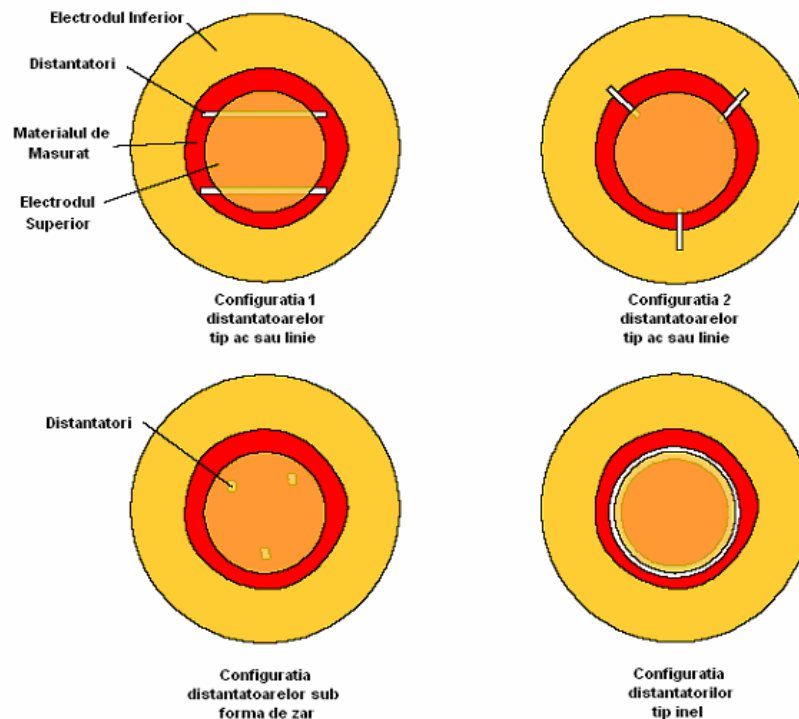 Electrodul Inferior
Distantatori
Materialul de
Masurat
Electrodul
Superior
Configuratia 1
distantatoarelor
tip ac sau linie
Configuratia 2
distantatoarelor
tip ac sau linie
Distantatori
Configuratia
distantatoarelor sub
forma de zar
Configuratia
distantatorilor
tip inel